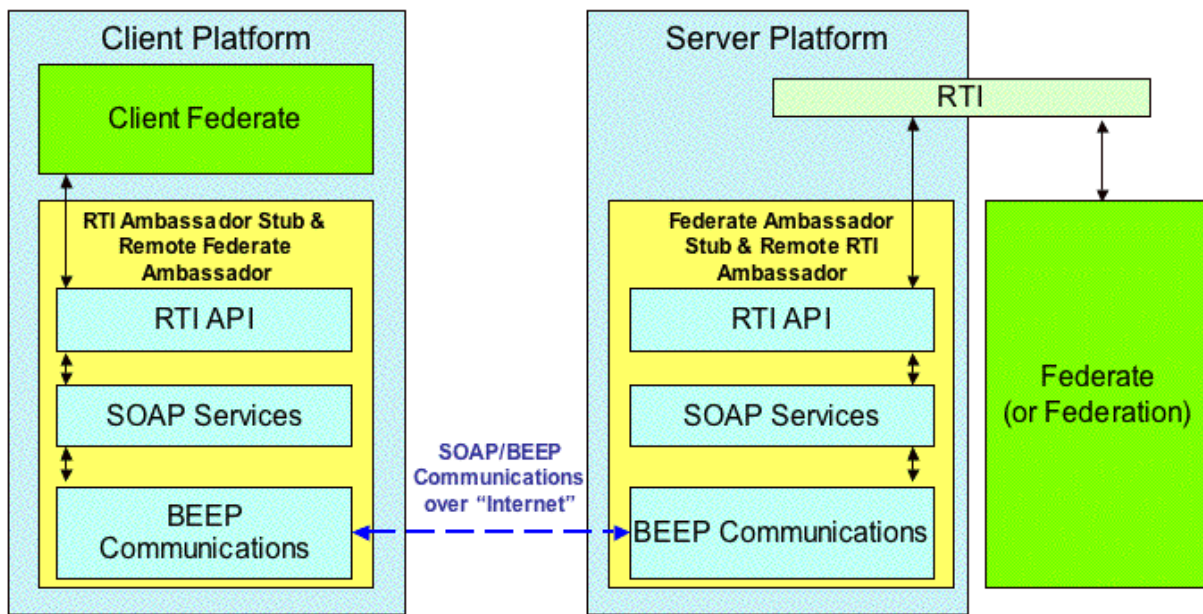 Client Platform
Client Federate
RTI Ambassador Stub &
Remote Federate
Ambassador
RTI API
SOAP Services
BEEP
Communications
SOAP/BEEP
Communications
over “Internet”
Server Platform
RTI
Federate Ambassador
Stub & Remote RTI
Ambassador
RTI API
SOAP Services
BEEP Communications
Federate
(or Federation)